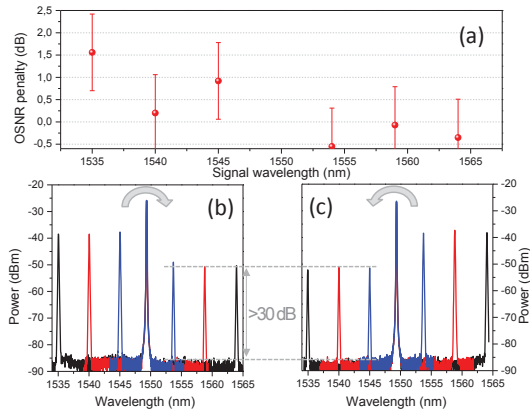 2,5
2,0
1,5
1,0
0,5
0,0
-0,5
OSNR penalty (dB)
(a)
1535 1540 1545 1550 1555 1560 1565
Signal wavelength (nm)
-20
-30
-40
-50
-60
-70
-80
-90
Power (dBm)
(b)
1535 1540 1545 1550 1555 1560 1565
Wavelength (nm)
>30 dB
(c)
-20
-30
-40
-50
-60
-70
-80
-90
Power (dBm)
1535 1540 1545 1550 1555 1560 1565
Wavelength (nm)